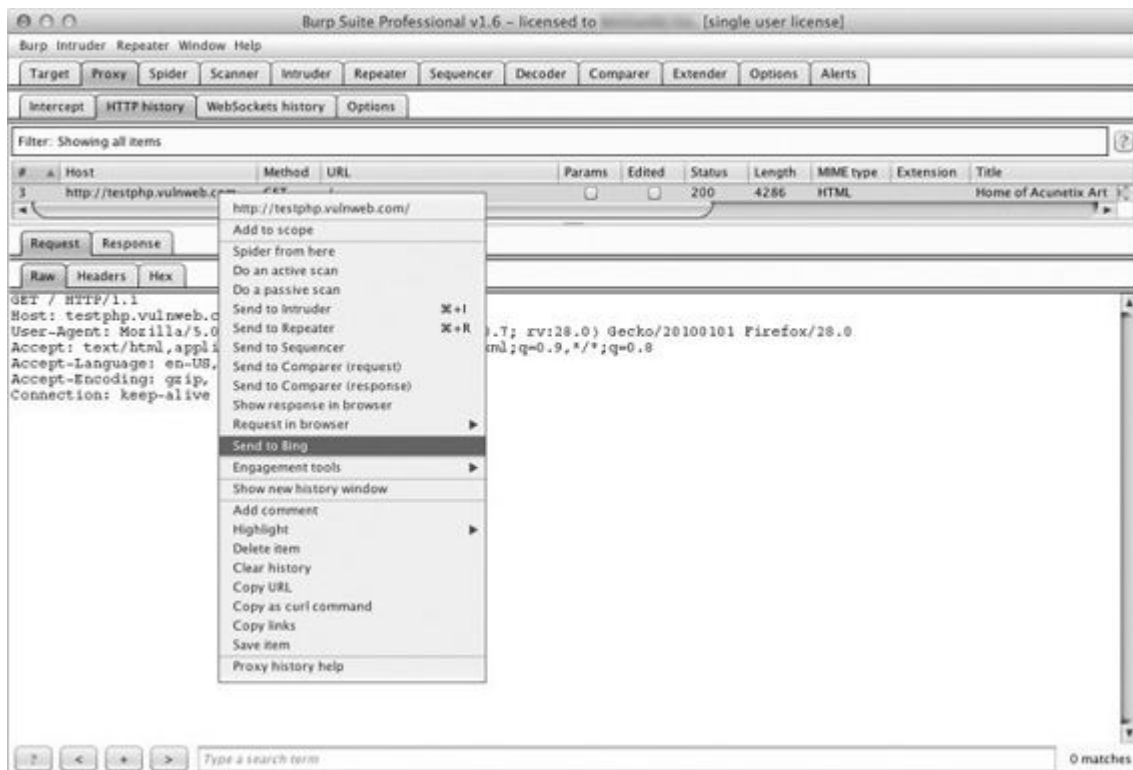 Burp Suite Professional v1.6 – licensed to [single user license]
Burp Intruder Repeater Window Help
Target Proxy Spider Scanner Intruder Repeater Sequencer Decoder Comparer Extender Options Alerts
Intercept HTTP history WebSockets history Options
Filter: Showing all items ?
# Host Method URL Params Edited Status Length MIME type Extension Title
3 http://testphp.vulnweb.com GET / 200 4286 HTML Home of Acunetix Art
Request Response
Raw Headers Hex
GET / HTTP/1.1
Host: testphp.vulnweb.c
User-Agent: Mozilla/5.0 0.7; rv:28.0) Gecko/20100101 Firefox/28.0
Accept: text/html,appli ml;q=0.9,*/*;q=0.8
Accept-Language: en-US,
Accept-Encoding: gzip,
Connection: keep-alive
http://testphp.vulnweb.com/
Add to scope
Spider from here
Do an active scan
Do a passive scan
Send to Intruder ⌘+I
Send to Repeater ⌘+R
Send to Sequencer
Send to Comparer (request)
Send to Comparer (response)
Show response in browser
Request in browser
Send to Bing
Engagement tools
Show new history window
Add comment
Highlight
Delete item
Clear history
Copy URL
Copy as curl command
Copy links
Save item
Proxy history help
? < + > Type a search term 0 matches